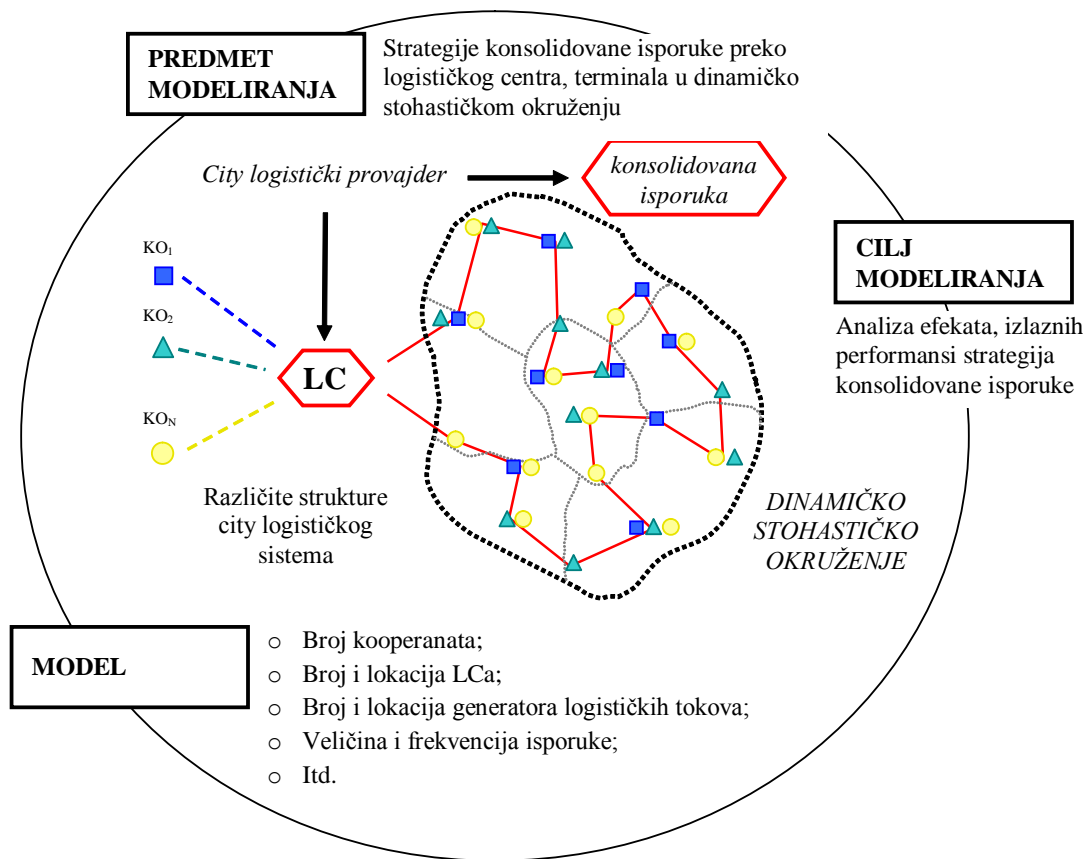 PREDMET
MODELIRANJA
Strategije konsolidovane isporuke preko
logističkog centra, terminala u dinamičko
stohastičkom okruženju
City logistički provajder
konsolidovana
isporuka
KO₁
KO₂
KOₙ
LC
CILJ
MODELIRANJA
Analiza efekata, izlaznih
performansi strategija
konsolidovane isporuke
Različite strukture
city logističkog
sistema
DINAMIČKO
STOHASTIČKO
OKRUŽENJE
MODEL
o Broj kooperanata;
o Broj i lokacija LCa;
o Broj i lokacija generatora logističkih tokova;
o Veličina i frekvencija isporuke;
o Itd.